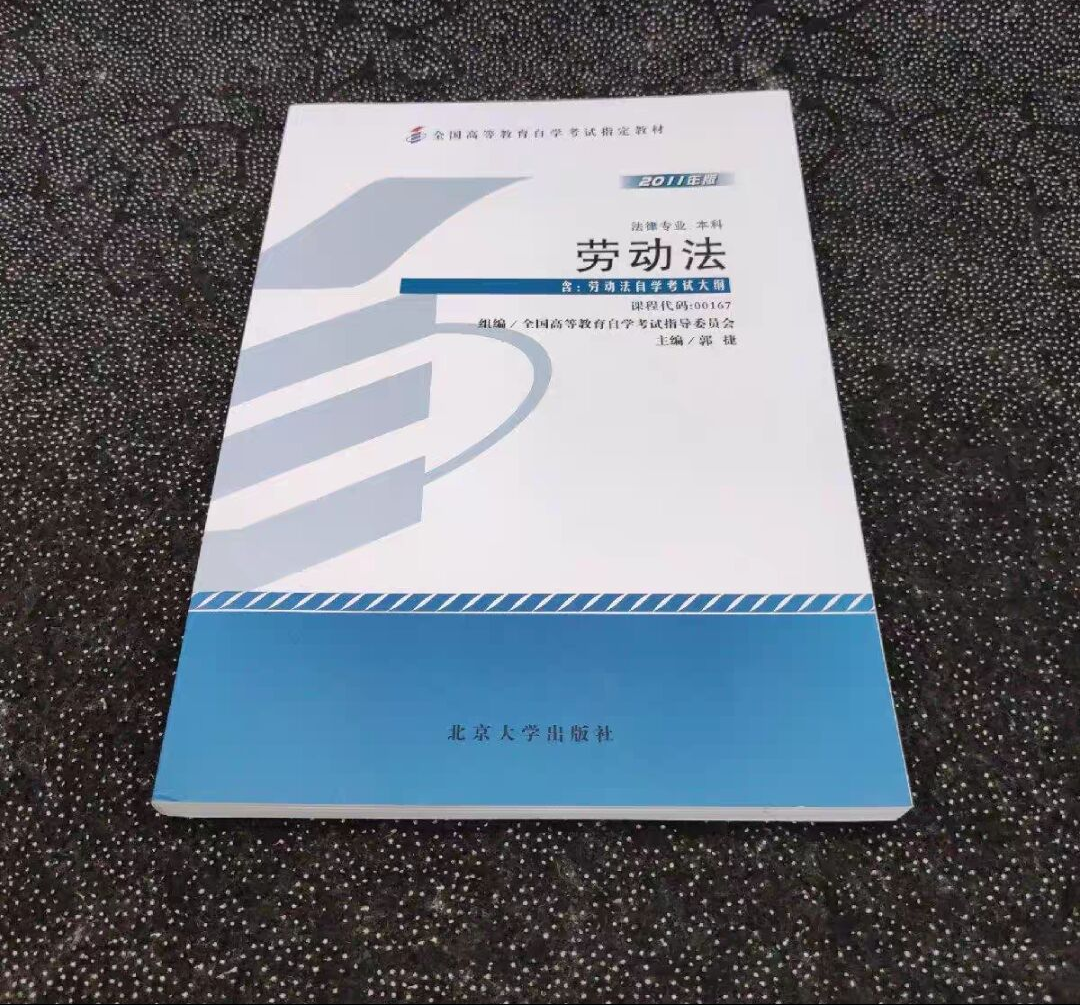 全国高等教育自学考试指定教材
2011年版
法律专业 本科
劳动法
含：劳动法自学考试大纲
课程代码:00167
组编／全国高等教育自学考试指导委员会
主编／郭 捷
北京大学出版社